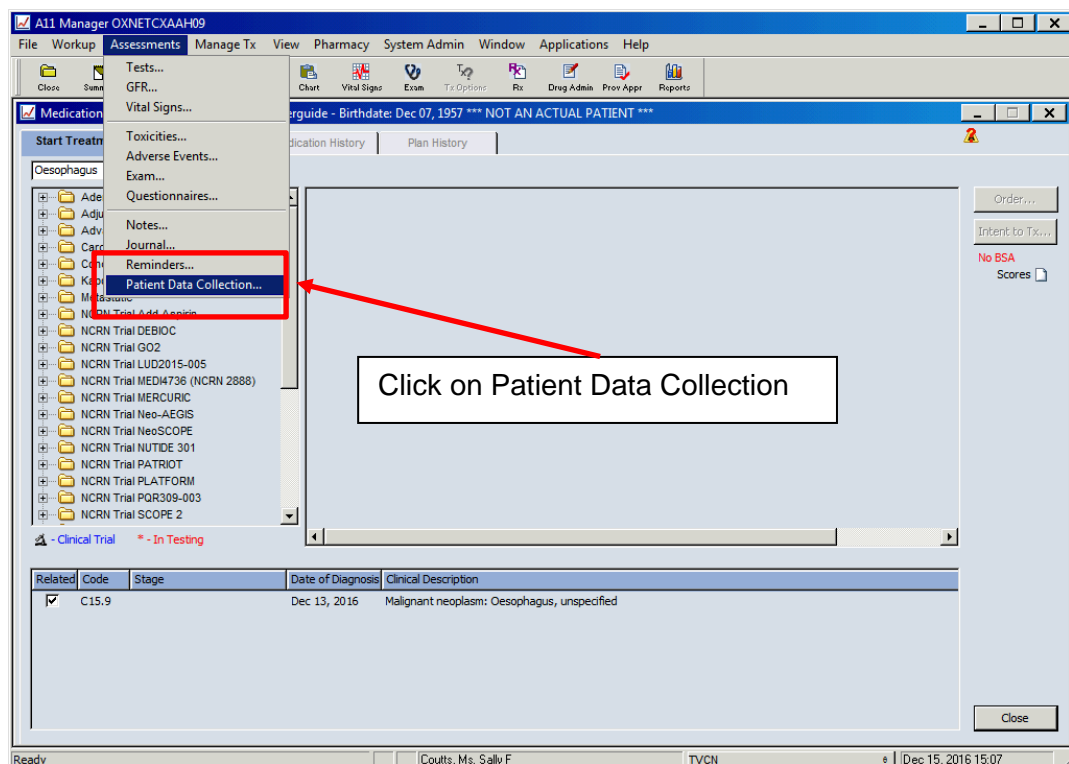 A11 Manager OXNETCXAAH09
File Workup Assessments Manage Tx View Pharmacy System Admin Window Applications Help
Close Chart Vital Signs Exam Tx Options Rx Drug Admin Prov Appr Reports
Tests...
GFR...
Vital Signs...
Toxicities...
Adverse Events...
Exam...
Questionnaires...
Notes...
Journal...
Reminders...
Patient Data Collection...
Birthdate: Dec 07, 1957 *** NOT AN ACTUAL PATIENT ***
Start History Plan History
Oesophagus
Metastatic
NCRN Trial Add-Aspirin
NCRN Trial DEBIOC
NCRN Trial GO2
NCRN Trial LUD2015-005
NCRN Trial MEDI4736 (NCRN 2888)
NCRN Trial MERCURIC
NCRN Trial Neo-AEGIS
NCRN Trial NeoSCOPE
NCRN Trial NUTIDE 301
NCRN Trial PATRIOT
NCRN Trial PLATFORM
NCRN Trial PQR309-003
NCRN Trial SCOPE 2
Order...
Intent to Tx...
No BSA
Scores
Click on Patient Data Collection
- Clinical Trial * - In Testing
Related Code Stage Date of Diagnosis Clinical Description
C15.9 Dec 13, 2016 Malignant neoplasm: Oesophagus, unspecified
Close
Ready Coutts, Ms. Sally F TVCN Dec 15, 2016 15:07